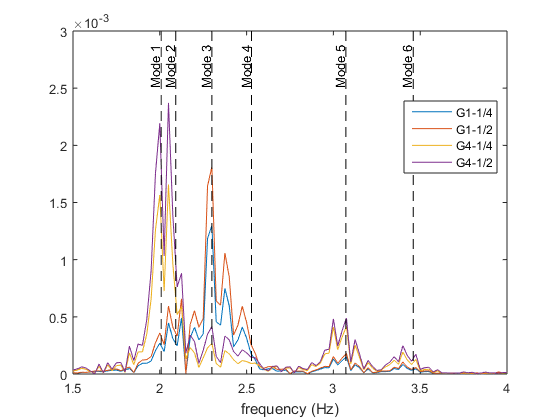 ×10⁻³
3
2.5
2
1.5
1
0.5
0
Mode 1
Mode 2
Mode 3
Mode 4
Mode 5
Mode 6
G1-1/4
G1-1/2
G4-1/4
G4-1/2
1.5
2
2.5
3
3.5
4
frequency (Hz)